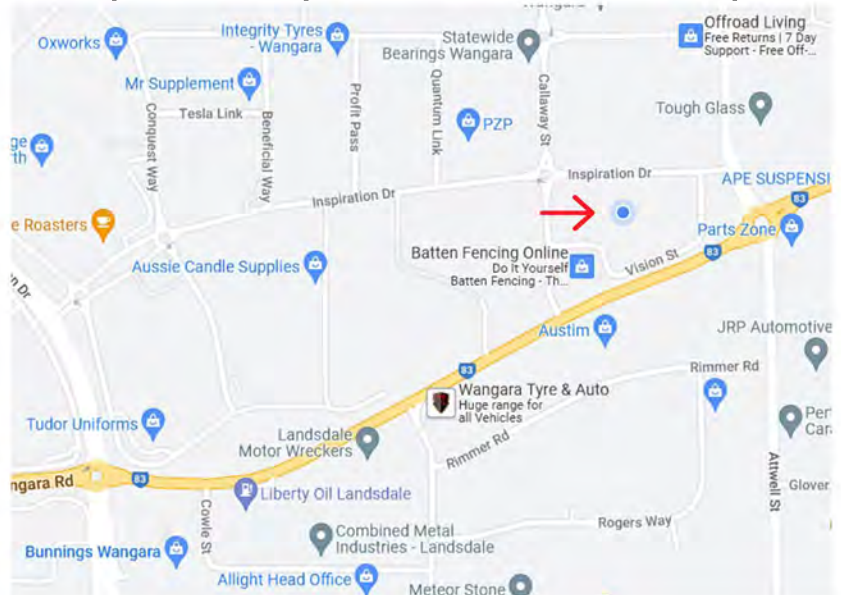 Offroad Living
Free Returns | 7 Day
Support - Free Off-...
Oxworks
Integrity Tyres
- Wangara
Statewide
Bearings Wangara
Mr Supplement
Tesla Link
Conquest Way
Beneficial Way
Profit Pass
Quantum Link
PZP
Callaway St
Tough Glass
Inspiration Dr
Inspiration Dr
APE SUSPENSI
83
e Roasters
Parts Zone
83
Batten Fencing Online
Do It Yourself
Batten Fencing - Th...
Vision St
Aussie Candle Supplies
n Dr
Austim
JRP Automotive
83
Rimmer Rd
Wangara Tyre & Auto
Huge range for
all Vehicles
Tudor Uniforms
Landsdale
Motor Wreckers
Rimmer Rd
Per
Car
ngara Rd
83
Liberty Oil Landsdale
Attwell St
Glover
Cowle St
Rogers Way
Combined Metal
Industries - Landsdale
Bunnings Wangara
Allight Head Office
Meteor Stone